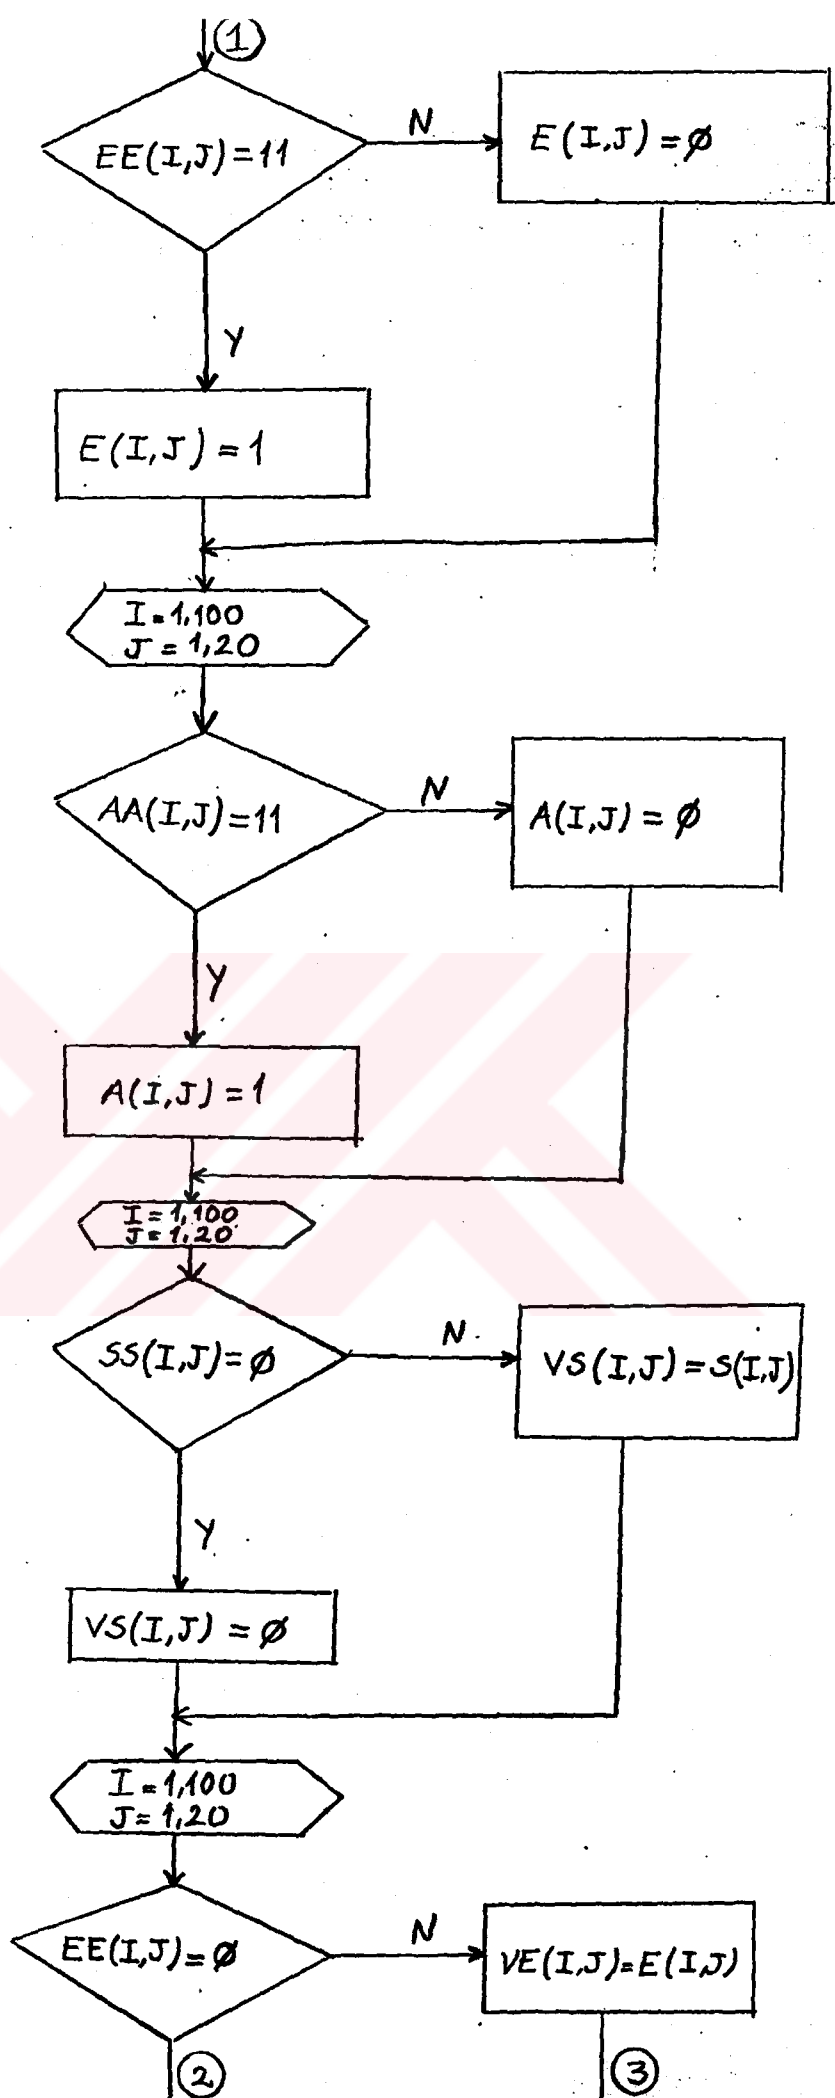 1
EE(I,J)=11
N
E(I,J)=ø
Y
E(I,J)=1
I=1,100
J=1,20
AA(I,J)=11
N
A(I,J)=ø
Y
A(I,J)=1
I=1,100
J=1,20
SS(I,J)=ø
N
VS(I,J)=S(I,J)
Y
VS(I,J)=ø
I=1,100
J=1,20
EE(I,J)=ø
N
VE(I,J)=E(I,J)
2
3